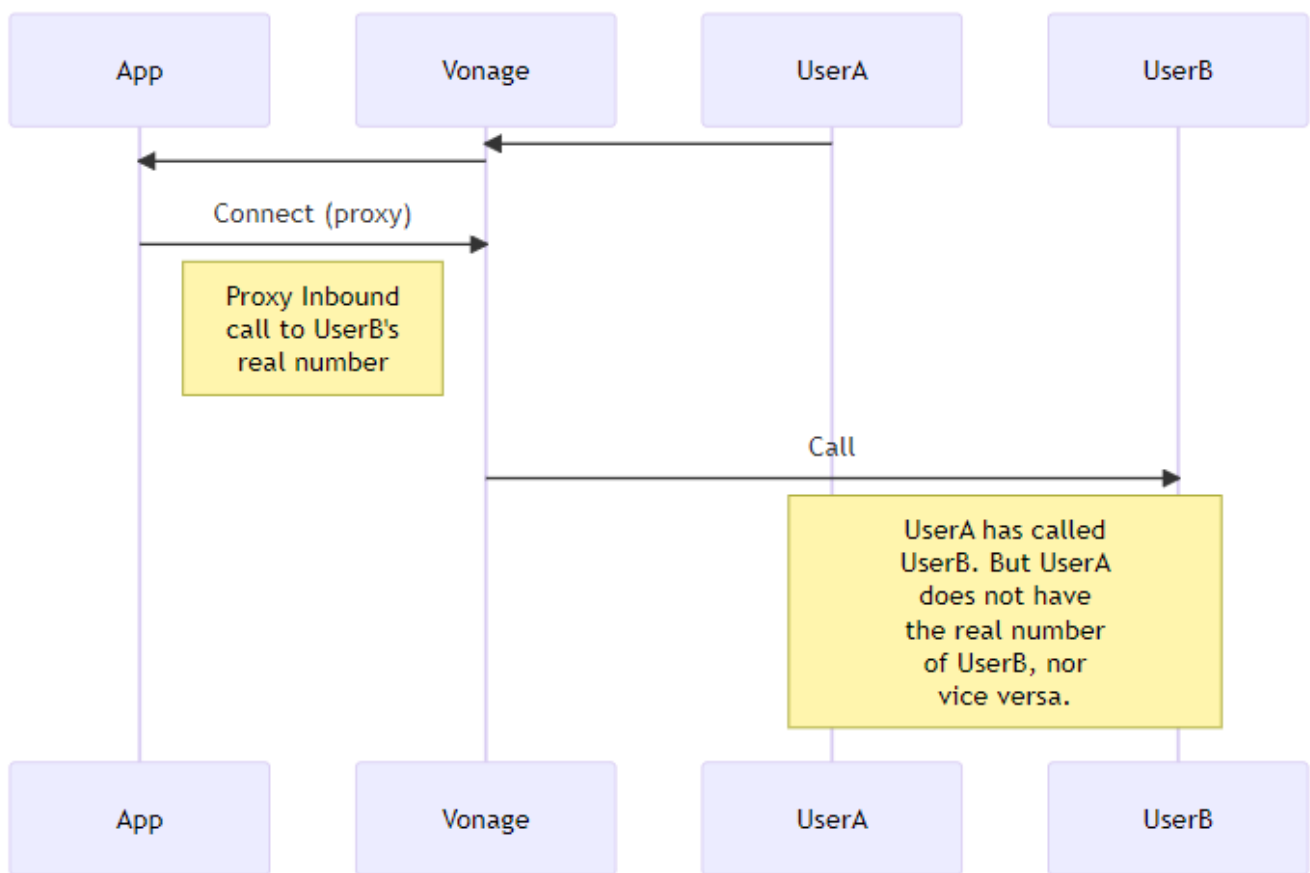 App
Vonage
UserA
UserB
Connect (proxy)
Proxy Inbound
call to UserB's
real number
Call
UserA has called
UserB. But UserA
does not have
the real number
of UserB, nor
vice versa.
App
Vonage
UserA
UserB